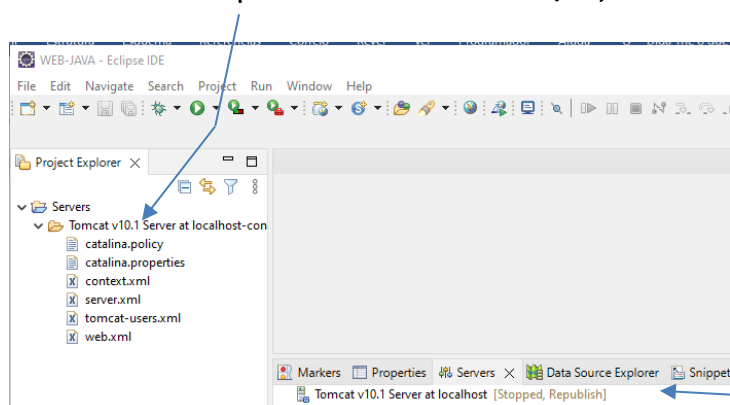 WEB-JAVA - Eclipse IDE
File Edit Navigate Search Project Run Window Help
Project Explorer
Servers
Tomcat v10.1 Server at localhost-con
catalina.policy
catalina.properties
context.xml
server.xml
tomcat-users.xml
web.xml
Markers Properties Servers Data Source Explorer Snippet
Tomcat v10.1 Server at localhost [Stopped, Republish]